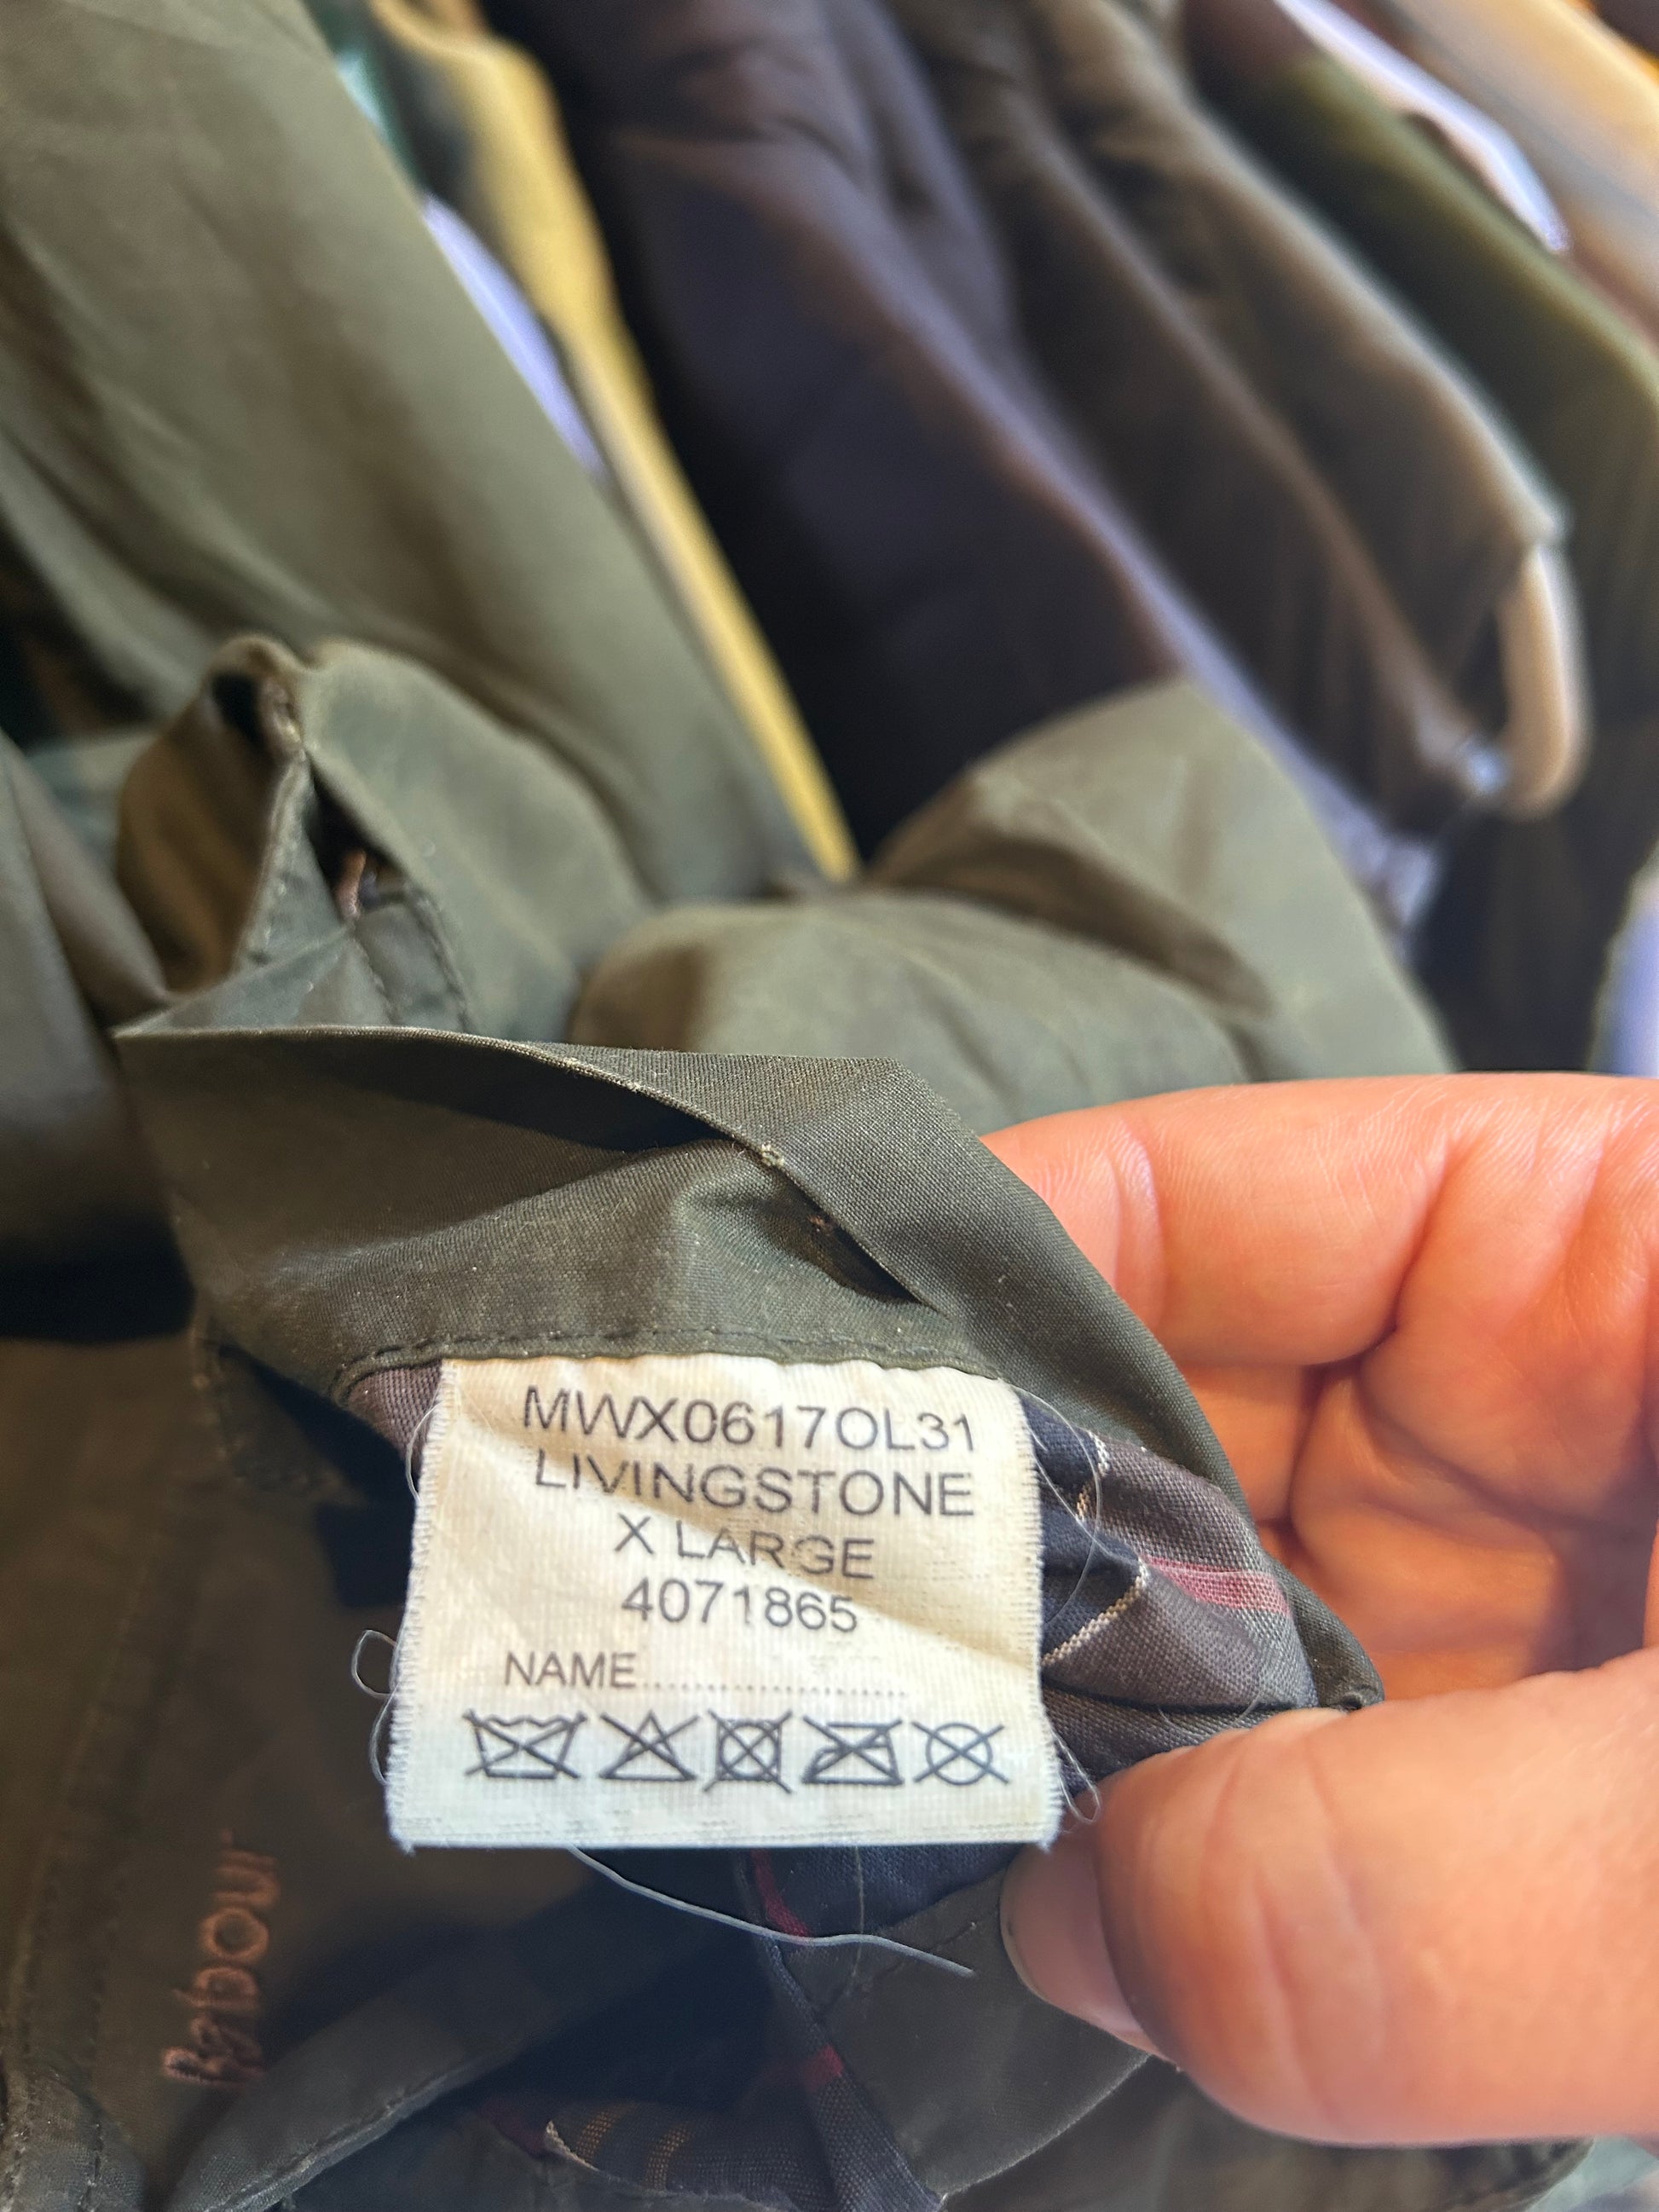 MWX0617OL31
LIVINGSTONE
X LARGE
4071865
NAME........................
Barbour